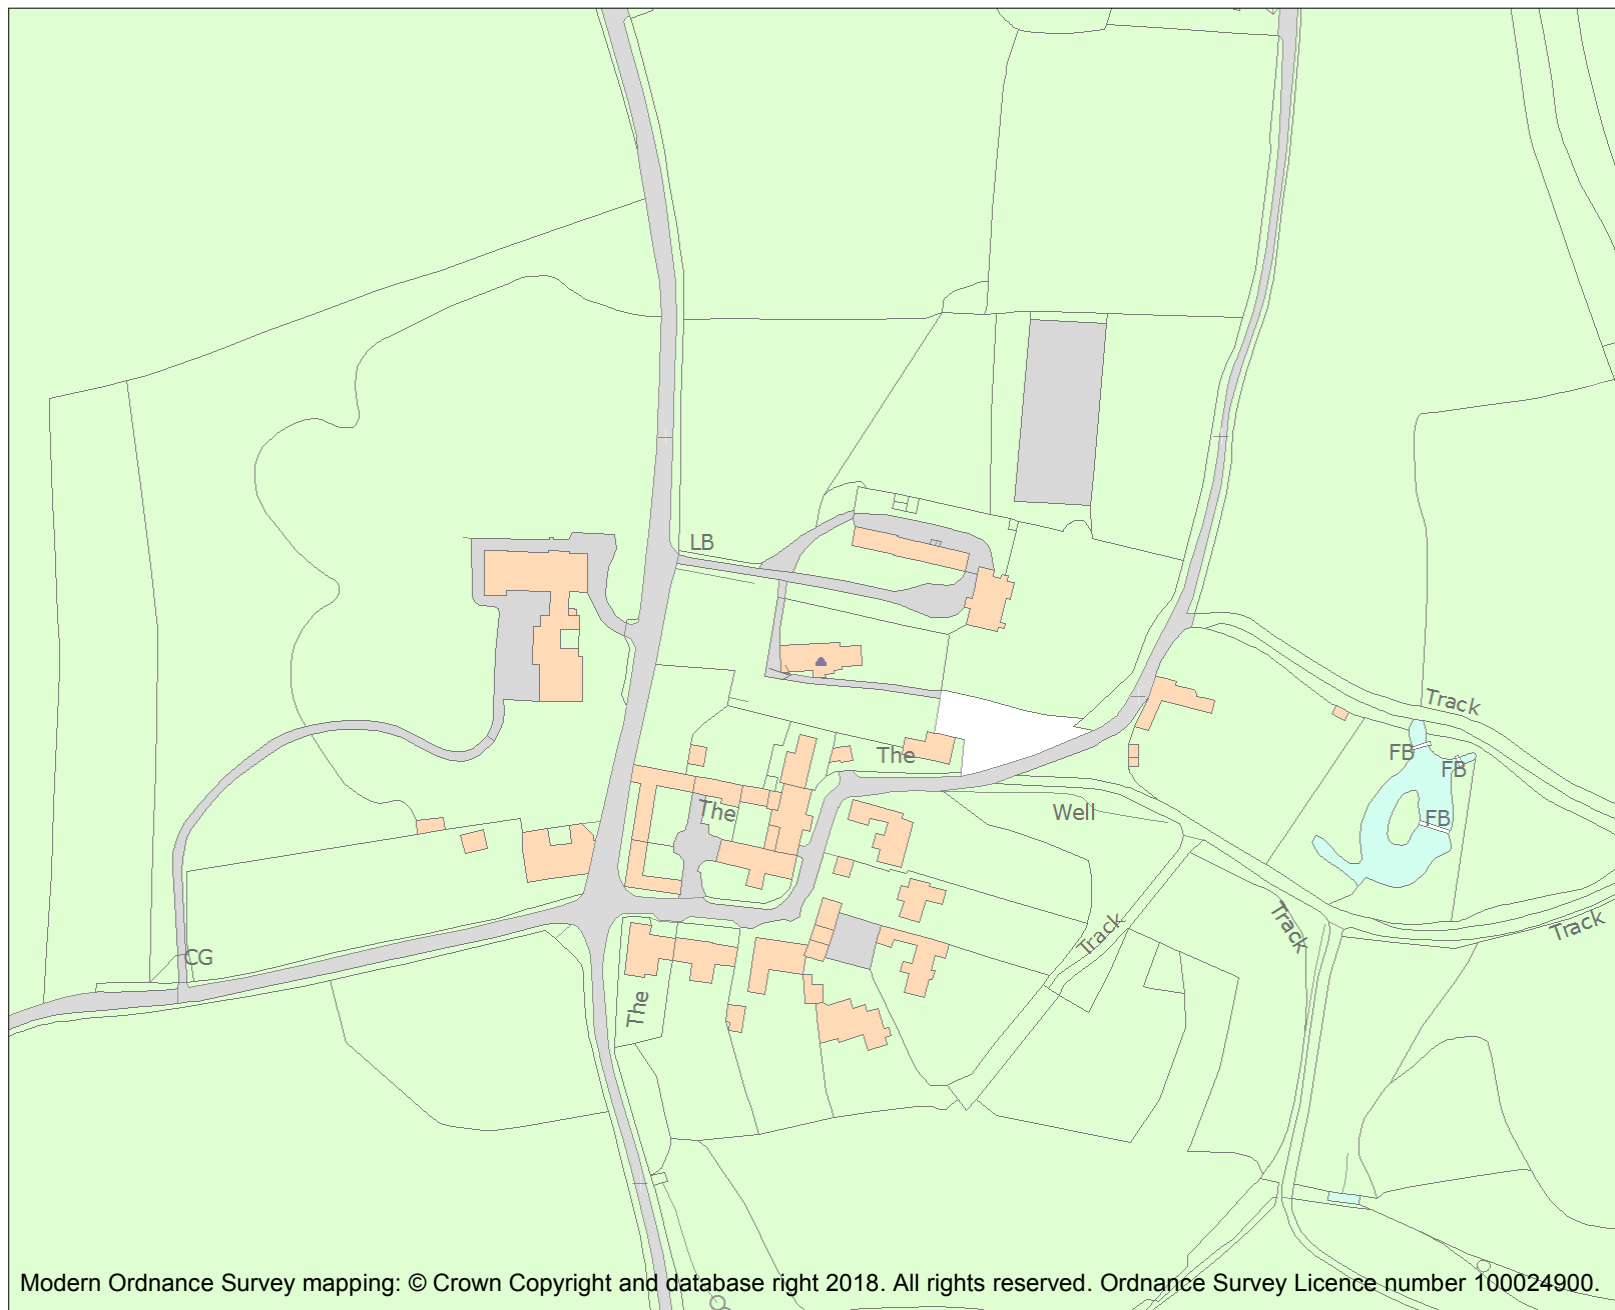 LB
Track
The
FB
FB
The
Well
FB
Track
Track
Track
CG
The
Modern Ordnance Survey mapping: © Crown Copyright and database right 2018. All rights reserved. Ordnance Survey Licence number 100024900.